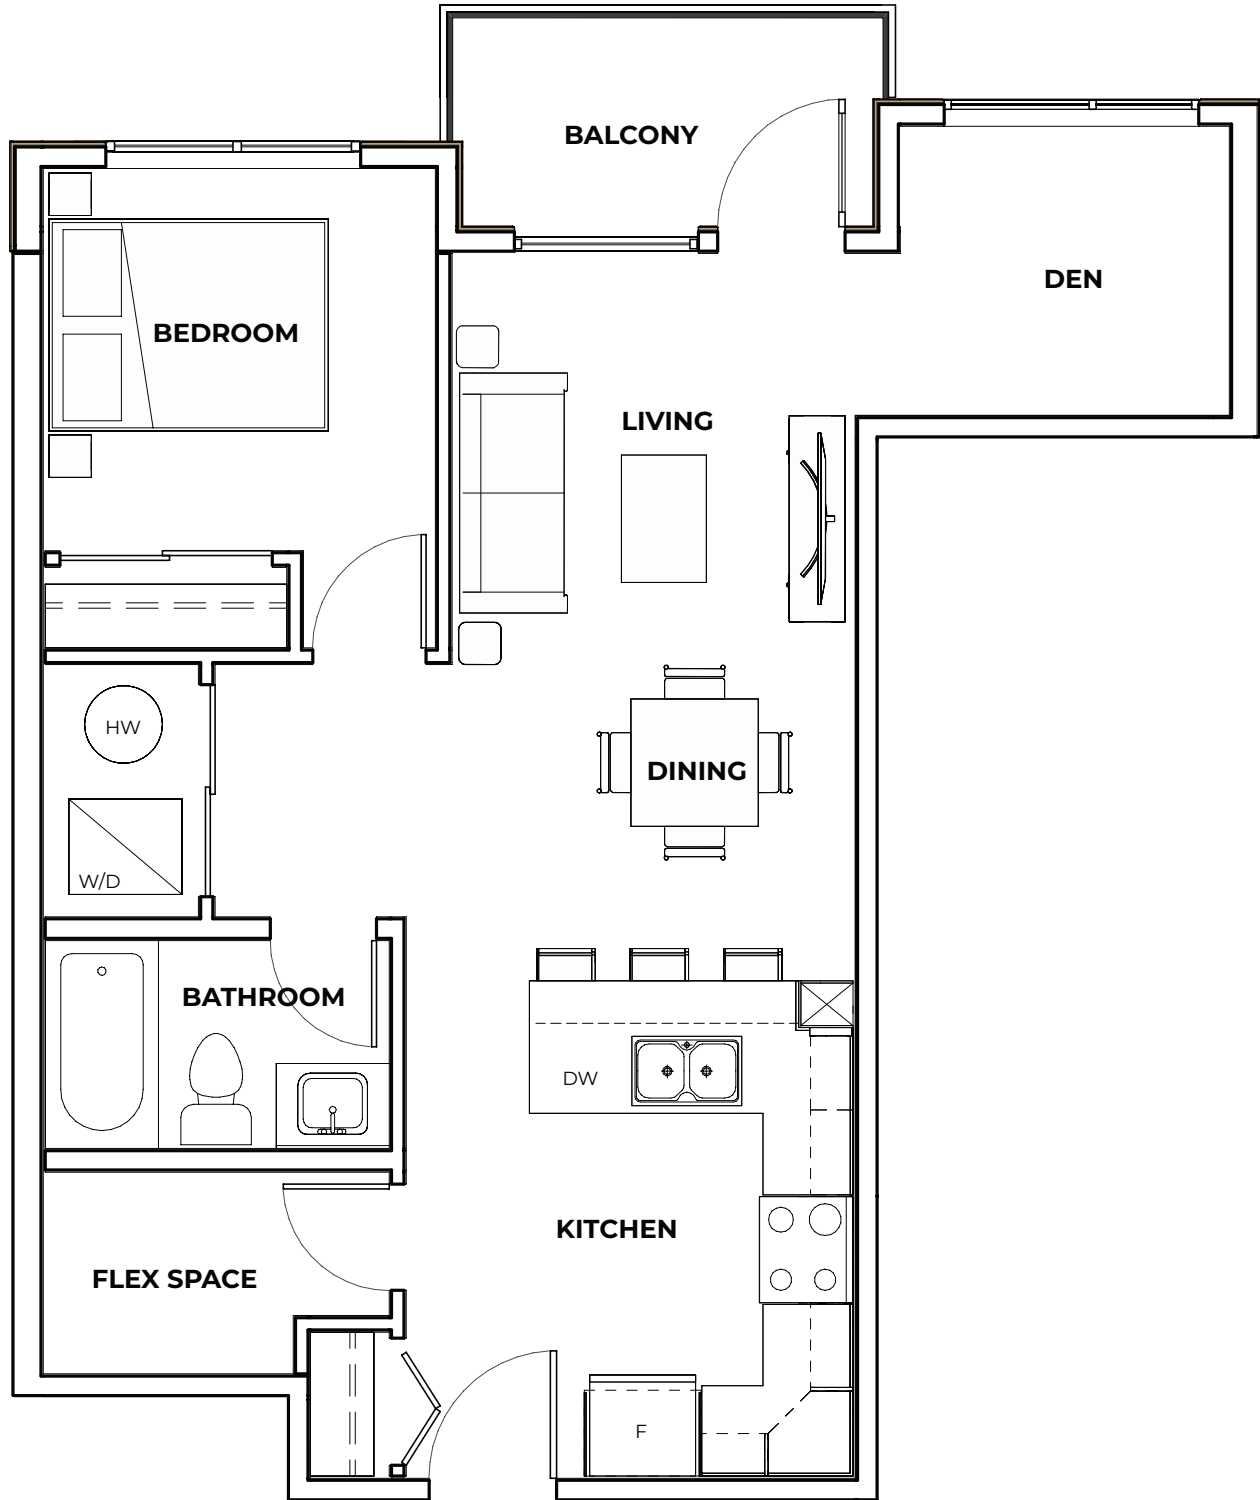 BALCONY
DEN
BEDROOM
LIVING
HW
DINING
W/D
BATHROOM
DW
KITCHEN
FLEX SPACE
F